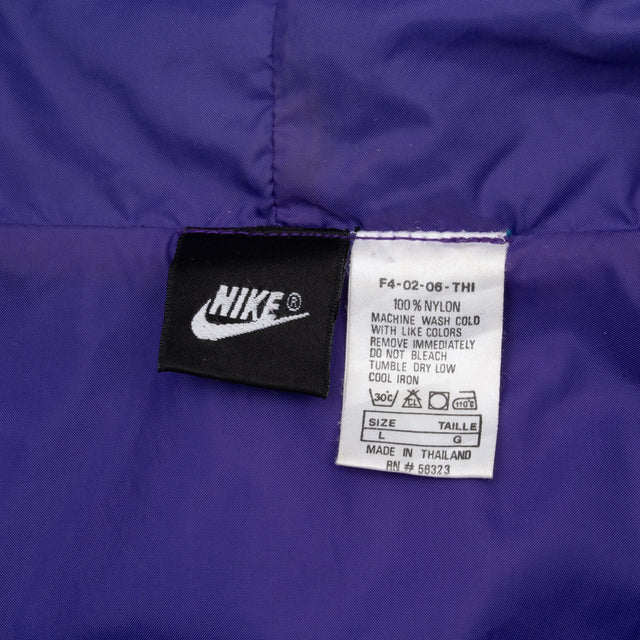 NIKE®
F4-02-06-THI
100% NYLON
MACHINE WASH COLD
WITH LIKE COLORS
REMOVE IMMEDIATELY
DO NOT BLEACH
TUMBLE DRY LOW
COOL IRON
30°C CL 110°C
SIZE TAILLE
L G
MADE IN THAILAND
RN # 56323